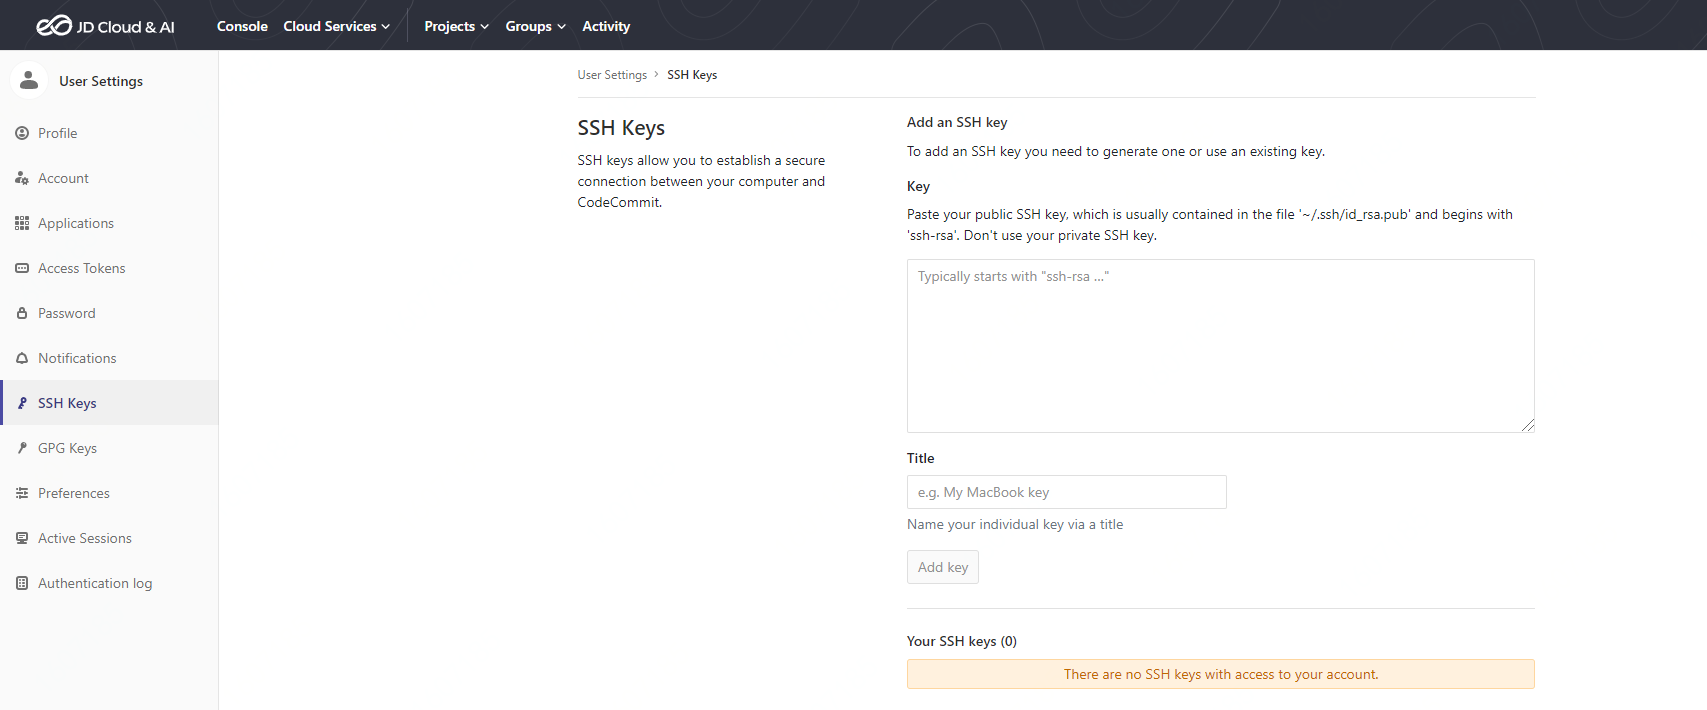 JD Cloud & AI
Console
Cloud Services
Projects
Groups
Activity
User Settings
Profile
Account
Applications
Access Tokens
Password
Notifications
SSH Keys
GPG Keys
Preferences
Active Sessions
Authentication log
User Settings > SSH Keys
SSH Keys
SSH keys allow you to establish a secure
connection between your computer and
CodeCommit.
Add an SSH key
To add an SSH key you need to generate one or use an existing key.
Key
Paste your public SSH key, which is usually contained in the file '~/.ssh/id_rsa.pub' and begins with
'ssh-rsa'. Don't use your private SSH key.
Typically starts with "ssh-rsa ..."
Title
e.g. My MacBook key
Name your individual key via a title
Add key
Your SSH keys (0)
There are no SSH keys with access to your account.